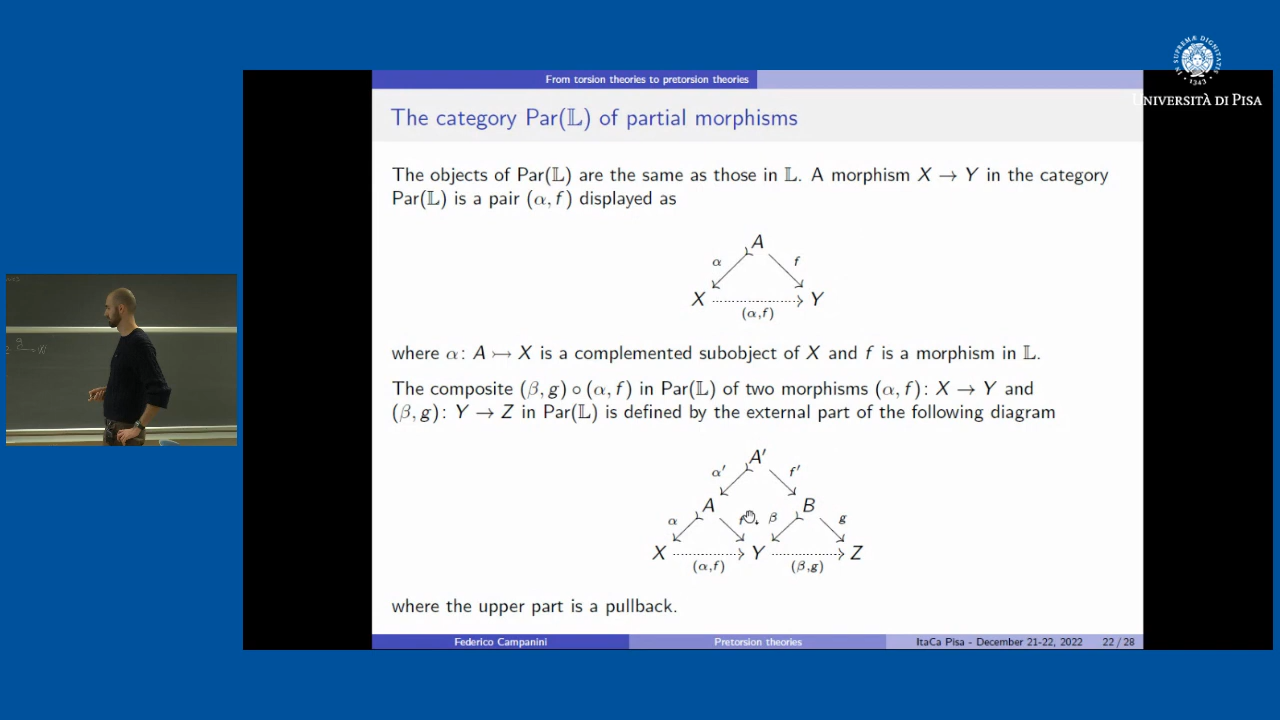 From torsion theories to pretorsion theories
IN SUPREMÆ DIGNITATIS
·1343·
UNIVERSITÀ DI PISA
The category Par(𝕃) of partial morphisms
The objects of Par(𝕃) are the same as those in 𝕃. A morphism X → Y in the category
Par(𝕃) is a pair (α, f) displayed as
A
α f
X Y
(α,f)
where α: A ↣ X is a complemented subobject of X and f is a morphism in 𝕃.
The composite (β, g) ∘ (α, f) in Par(𝕃) of two morphisms (α, f): X → Y and
(β, g): Y → Z in Par(𝕃) is defined by the external part of the following diagram
A′
α′ f′
A B
α f β g
X Y Z
(α,f) (β,g)
where the upper part is a pullback.
Federico Campanini Pretorsion theories ItaCa Pisa - December 21-22, 2022 22 / 28